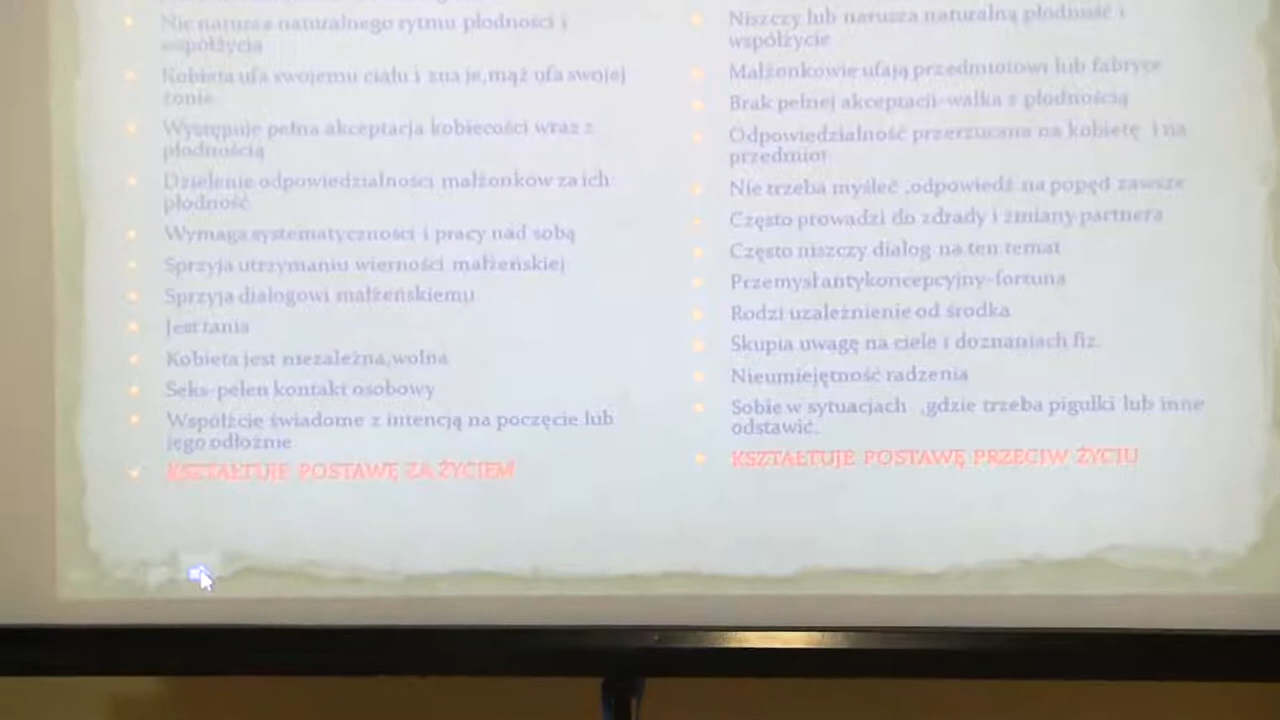 Nie narusza naturalnego rytmu płodności i
współżycia
Kobieta ufa swojemu ciału i zna je,mąż ufa swojej
żonie
Występuje pełna akceptacja kobiecości wraz z
płodnością
Dzielenie odpowiedzialności małżonków za ich
płodność
Wymaga systematyczności i pracy nad sobą
Sprzyja utrzymaniu wierności małżeńskiej
Sprzyja dialogowi małżeńskiemu
Jest tania
Kobieta jest niezależna,wolna
Seks-pełen kontakt osobowy
Współżcie świadome z intencją na poczęcie lub
jego odłożnie
KSZTAŁTUJE POSTAWĘ ZA ŻYCIEM
Niszczy lub narusza naturalną płodność i
współżycie
Małżonkowie ufają przedmiotowi lub fabryce
Brak pełnej akceptacji-walka z płodnością
Odpowiedzialność przerzucana na kobietę i na
przedmiot
Nie trzeba myśleć ,odpowiedź na popęd zawsze
Często prowadzi do zdrady i zmiany partnera
Często niszczy dialog na ten temat
Przemysł antykoncepcyjny-fortuna
Rodzi uzależnienie od środka
Skupia uwagę na ciele i doznaniach fiz.
Nieumiejętność radzenia
Sobie w sytuacjach ,gdzie trzeba pigułki lub inne
odstawić.
KSZTAŁTUJE POSTAWĘ PRZECIW ŻYCIU